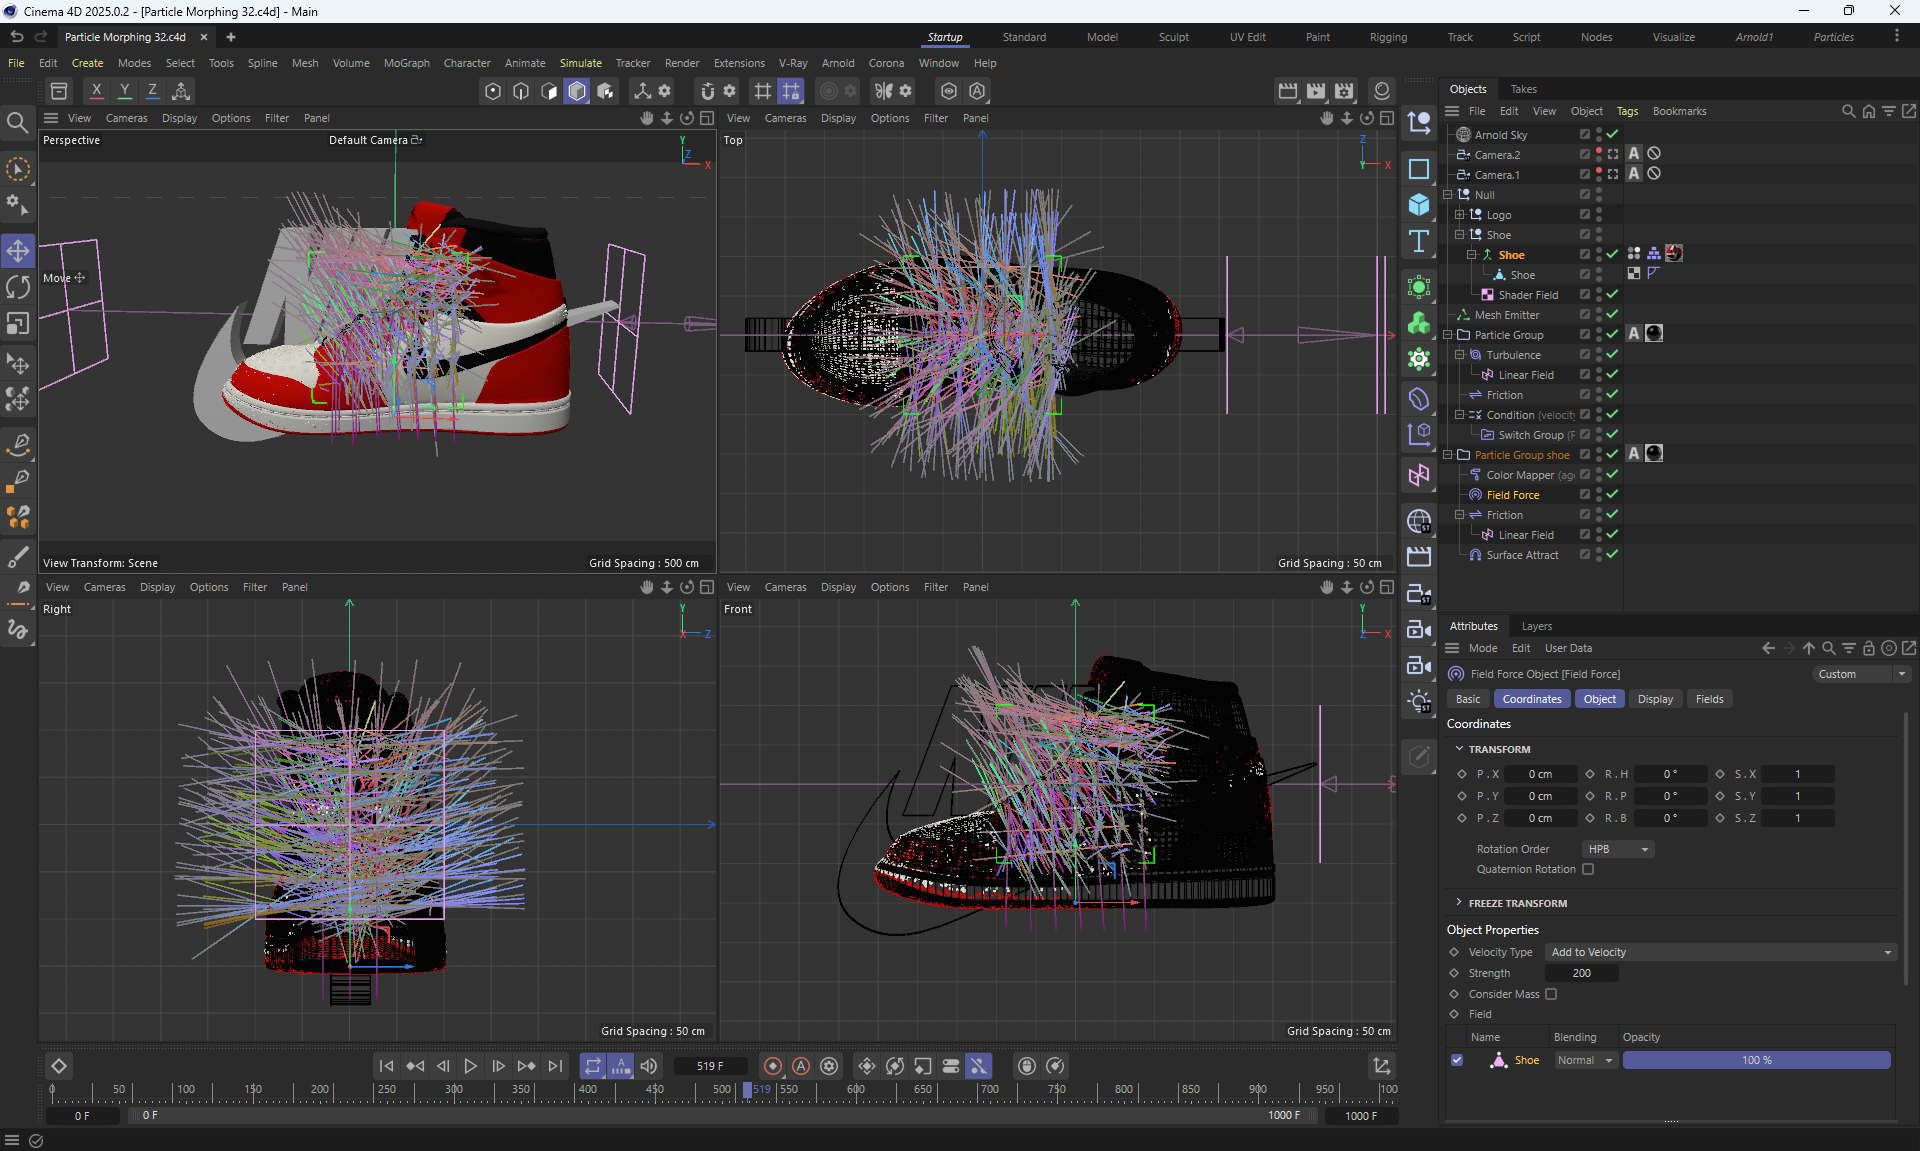 Cinema 4D 2025.0.2 - [Particle Morphing 32.c4d] - Main
Particle Morphing 32.c4d × +
Startup Standard Model Sculpt UV Edit Paint Rigging Track Script Nodes Visualize Arnold1 Particles
File Edit Create Modes Select Tools Spline Mesh Volume MoGraph Character Animate Simulate Tracker Render Extensions V-Ray Arnold Corona Window Help
X Y Z
View Cameras Display Options Filter Panel
Perspective
Default Camera
Y
Z
X
Move
View Transform: Scene
Grid Spacing : 500 cm
View Cameras Display Options Filter Panel
Top
Z
Y
X
Grid Spacing : 50 cm
View Cameras Display Options Filter Panel
Right
Y
X
Z
Grid Spacing : 50 cm
View Cameras Display Options Filter Panel
Front
Y
Z
X
Grid Spacing : 50 cm
ST
ST
ST
Objects Takes
File Edit View Object Tags Bookmarks
Arnold Sky
Camera.2 A
Camera.1 A
Null
Logo
Shoe
Shoe
Shoe
Shader Field
Mesh Emitter
Particle Group A
Turbulence
Linear Field
Friction
Condition (velocit
Switch Group (F
Particle Group shoe A
Color Mapper (ag
Field Force
Friction
Linear Field
Surface Attract
Attributes Layers
Mode Edit User Data
Field Force Object [Field Force]
Custom
Basic Coordinates Object Display Fields
Coordinates
TRANSFORM
P . X 0 cm R . H 0 ° S . X 1
P . Y 0 cm R . P 0 ° S . Y 1
P . Z 0 cm R . B 0 ° S . Z 1
Rotation Order HPB
Quaternion Rotation
FREEZE TRANSFORM
Object Properties
Velocity Type Add to Velocity
Strength 200
Consider Mass
Field
Name Blending Opacity
Shoe Normal 100 %
519 F
0 50 100 150 200 250 300 350 400 450 500 519 550 600 650 700 750 800 850 900 950 100
0 F 0 F 1000 F 1000 F